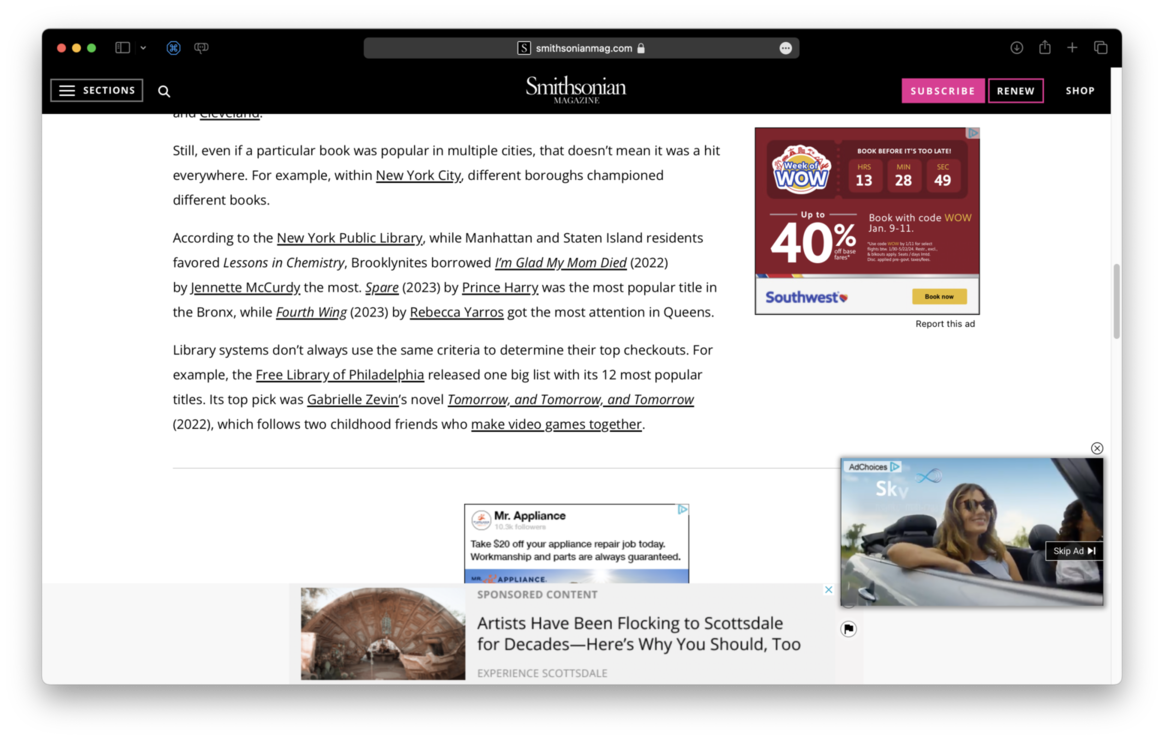 smithsonianmag.com
SECTIONS
Smithsonian
MAGAZINE
SUBSCRIBE
RENEW
SHOP
and Cleveland.
Still, even if a particular book was popular in multiple cities, that doesn’t mean it was a hit
everywhere. For example, within New York City, different boroughs championed
different books.
According to the New York Public Library, while Manhattan and Staten Island residents
favored Lessons in Chemistry, Brooklynites borrowed I’m Glad My Mom Died (2022)
by Jennette McCurdy the most. Spare (2023) by Prince Harry was the most popular title in
the Bronx, while Fourth Wing (2023) by Rebecca Yarros got the most attention in Queens.
Library systems don’t always use the same criteria to determine their top checkouts. For
example, the Free Library of Philadelphia released one big list with its 12 most popular
titles. Its top pick was Gabrielle Zevin’s novel Tomorrow, and Tomorrow, and Tomorrow
(2022), which follows two childhood friends who make video games together.
Week of
WOW
BOOK BEFORE IT'S TOO LATE!
HRS MIN SEC
13 28 49
Up to
40%
off base
fares*
Book with code WOW
Jan. 9-11.
Southwest
Book now
Report this ad
AdChoices
Sky
Skip Ad
Mr. Appliance
10.3k followers
Take $20 off your appliance repair job today.
Workmanship and parts are always guaranteed.
MR. APPLIANCE.
SPONSORED CONTENT
Artists Have Been Flocking to Scottsdale
for Decades—Here’s Why You Should, Too
EXPERIENCE SCOTTSDALE